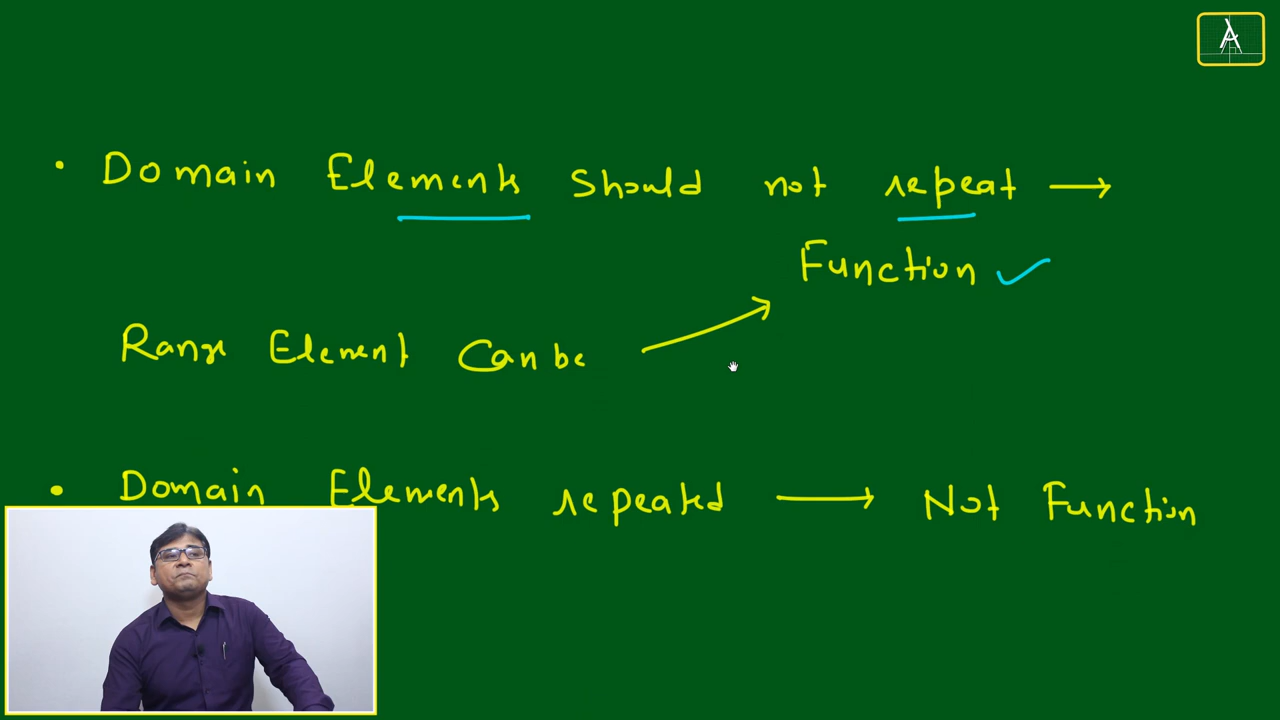 • Domain Elements should not repeat →
Function ✓
Range Element Can be →
• Domain Elements repeated → Not Function